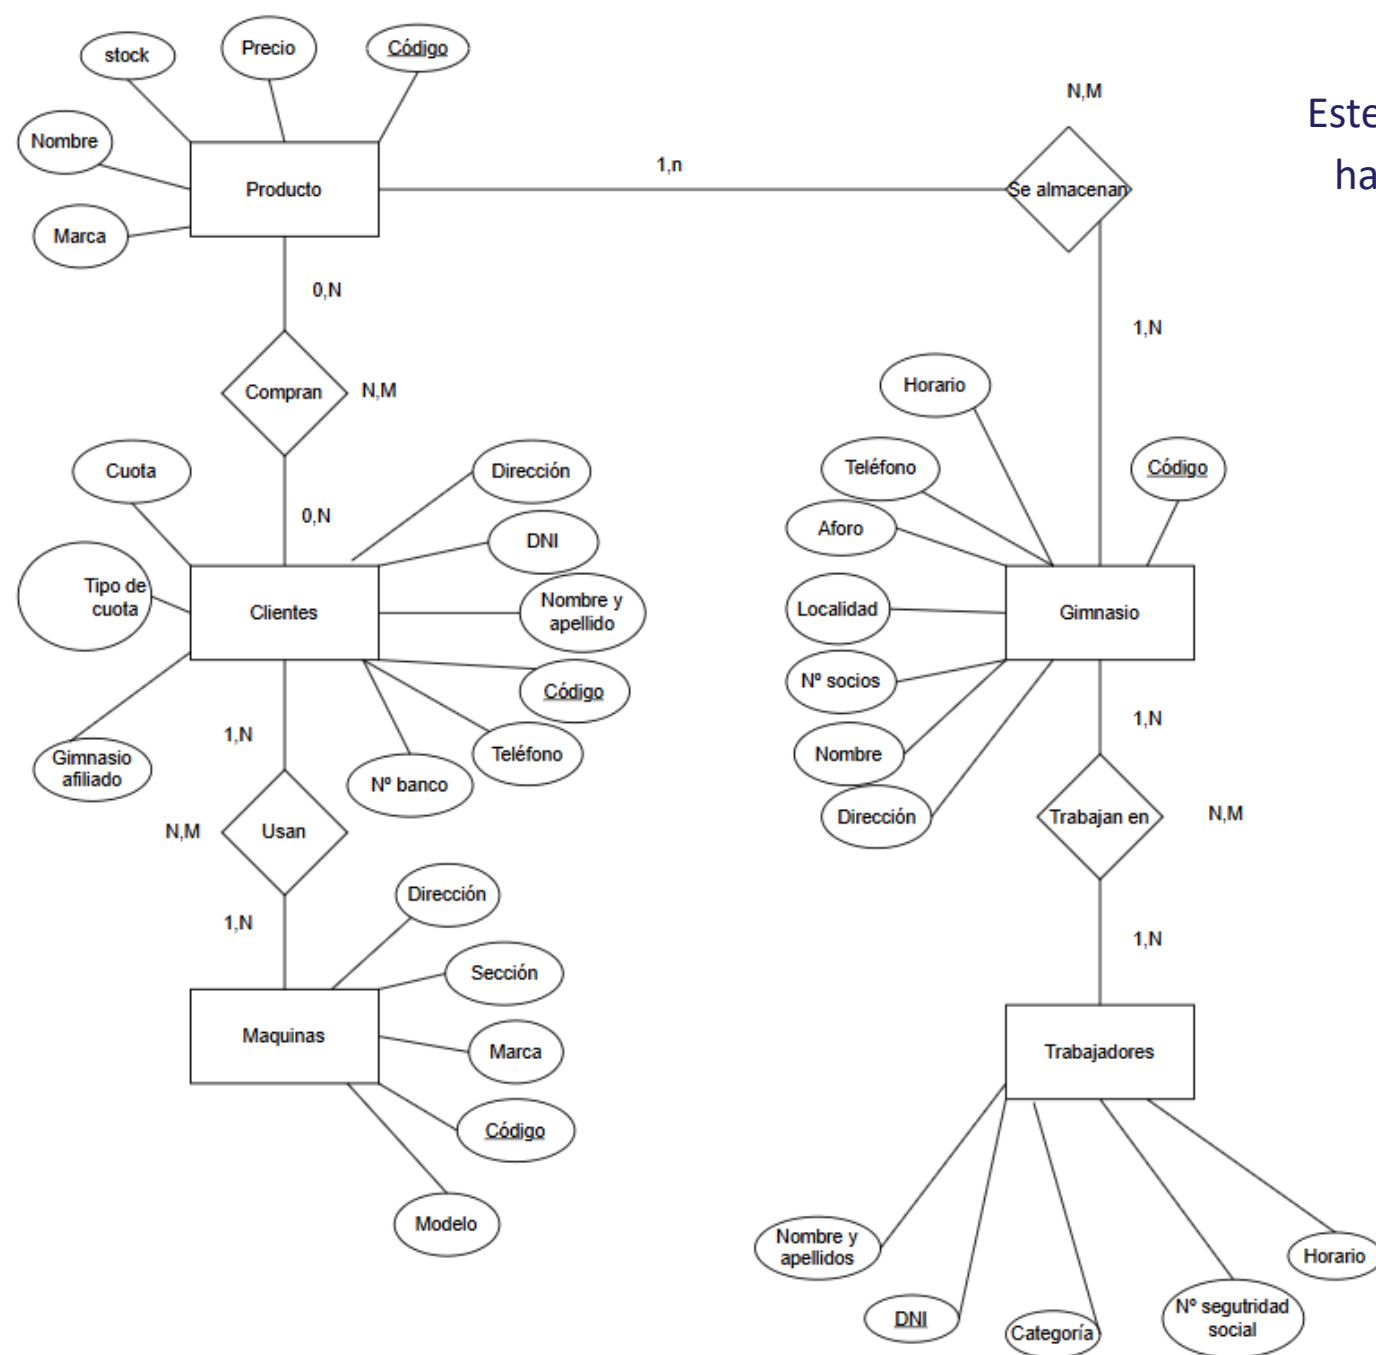 stock
Precio
Código
Nombre
Marca
Producto
1,n
N,M
Se almacenan
Este
ha
0,N
Compran
N,M
0,N
1,N
Cuota
Tipo de
cuota
Gimnasio
afiliado
Clientes
Dirección
DNI
Nombre y
apellido
Código
Teléfono
Nº banco
Horario
Teléfono
Aforo
Localidad
Nº socios
Nombre
Dirección
Código
Gimnasio
1,N
N,M
Usan
1,N
1,N
Trabajan en
N,M
1,N
Dirección
Sección
Marca
Código
Modelo
Maquinas
Trabajadores
Nombre y
apellidos
DNI
Categoría
Nº segutridad
social
Horario